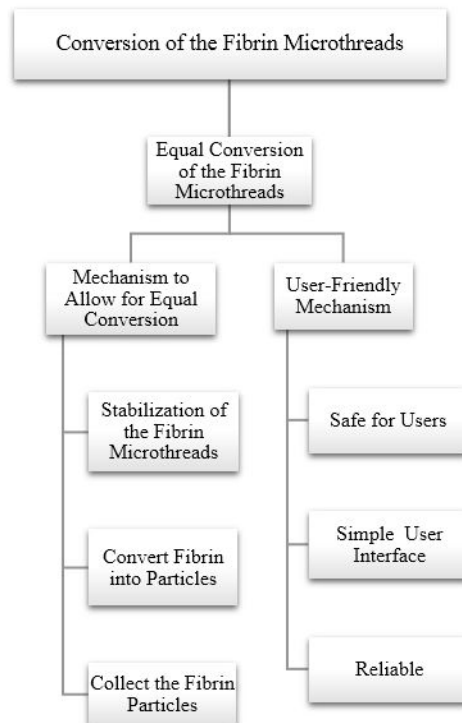 Conversion of the Fibrin Microthreads
Equal Conversion
of the Fibrin
Microthreads
Mechanism to
Allow for Equal
Conversion
Stabilization of
the Fibrin
Microthreads
Convert Fibrin
into Particles
Collect the Fibrin
Particles
User-Friendly
Mechanism
Safe for Users
Simple User
Interface
Reliable